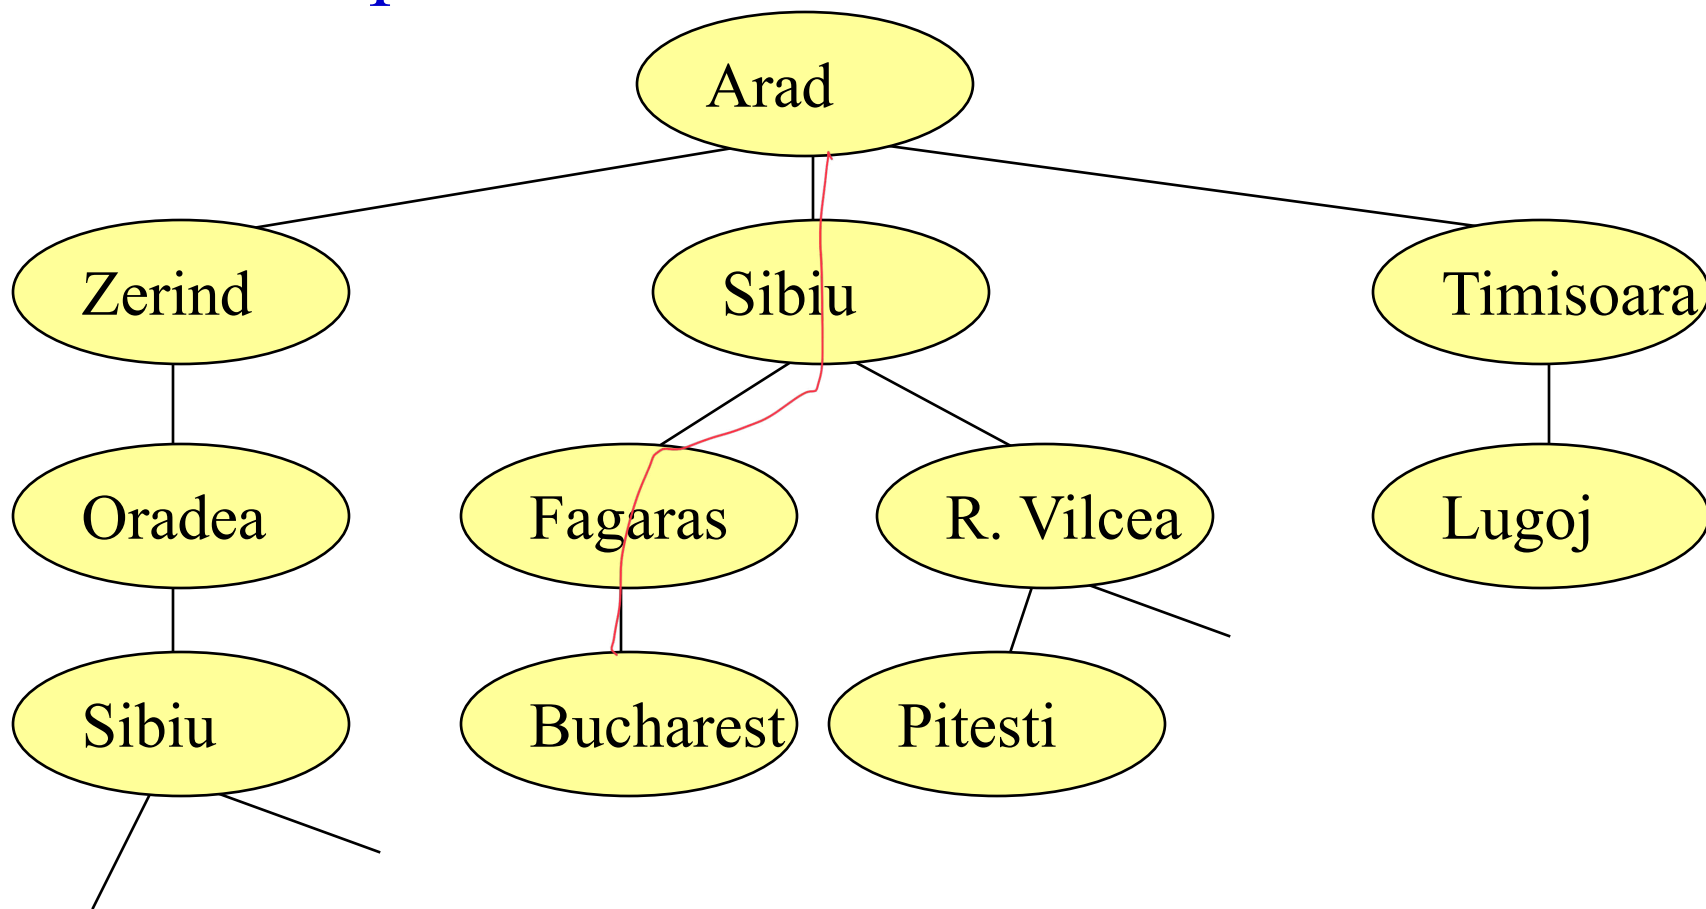 Arad
Zerind Sibiu Timisoara
Oradea Fagaras R. Vilcea Lugoj
Sibiu Bucharest Pitesti